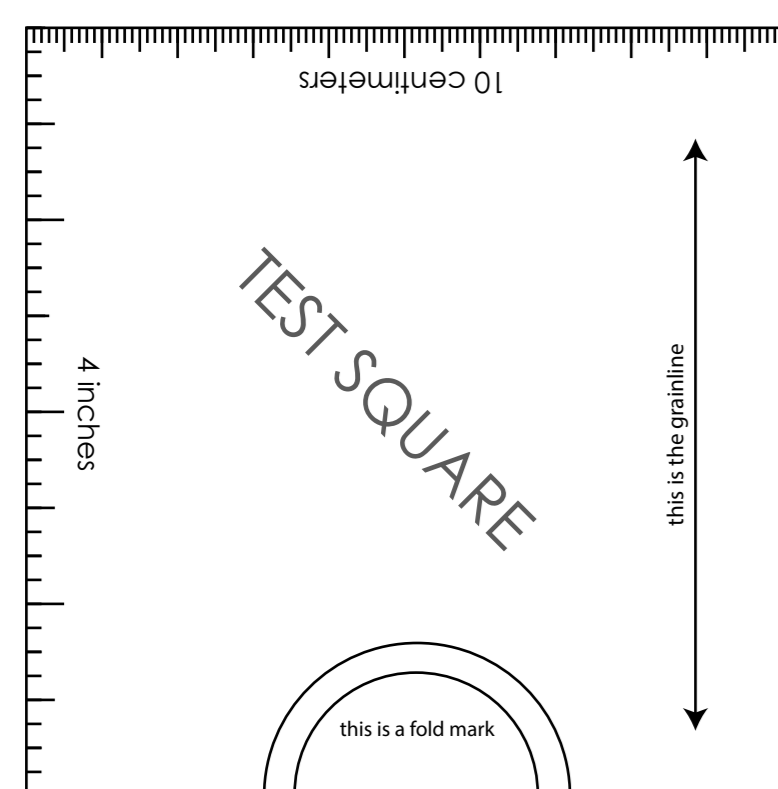 10 centimeters
4 inches
TEST SQUARE
this is the grainline
this is a fold mark